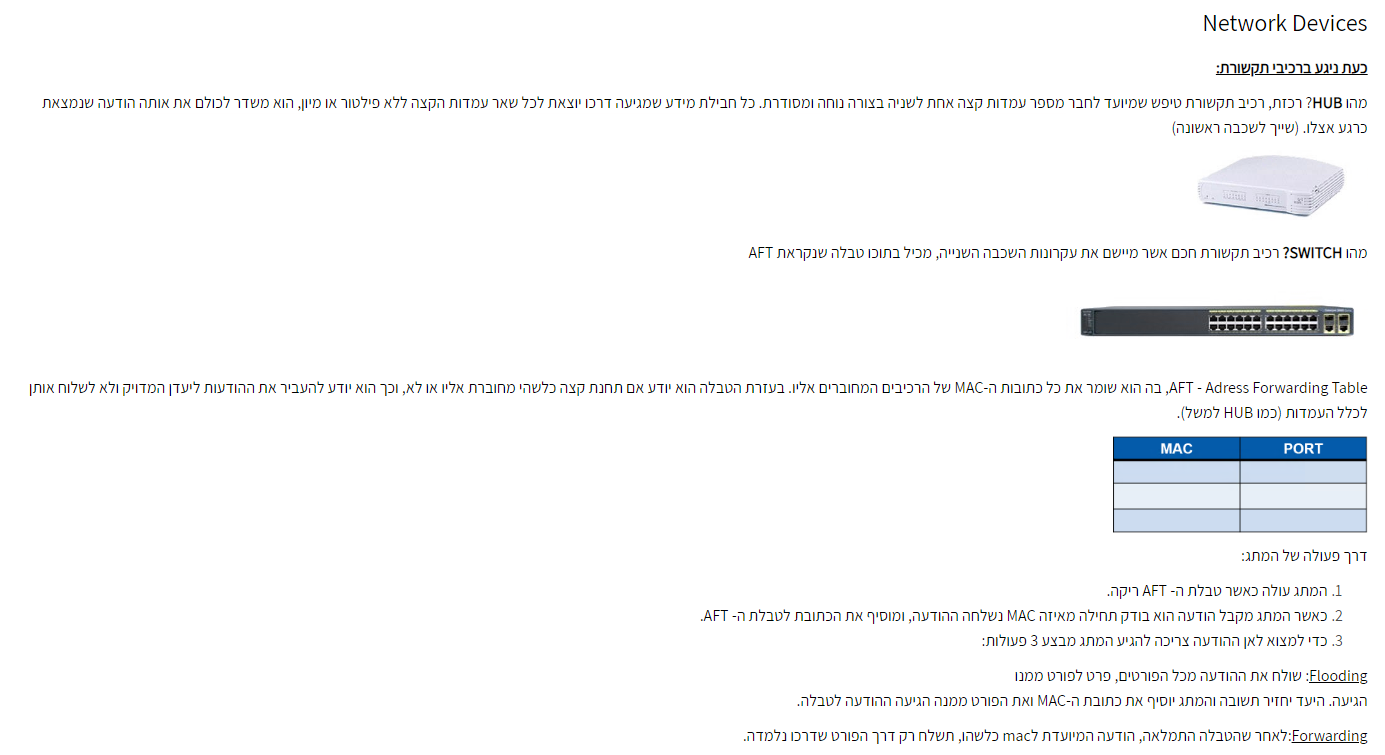 Network Devices
כעת ניגע ברכיבי תקשורת:
מהו HUB? רכזת, רכיב תקשורת טיפש שמיועד לחבר מספר עמדות קצה אחת לשניה בצורה נוחה ומסודרת. כל חבילת מידע שמגיעה דרכו יוצאת לכל שאר עמדות הקצה ללא פילטור או מיון, הוא משדר לכולם את אותה הודעה שנמצאת
כרגע אצלו. (שייך לשכבה ראשונה)
מהו SWITCH? רכיב תקשורת חכם אשר מיישם את עקרונות השכבה השנייה, מכיל בתוכו טבלה שנקראת AFT
AFT - Adress Forwarding Table, בה הוא שומר את כל כתובות ה-MAC של הרכיבים המחוברים אליו. בעזרת הטבלה הוא יודע אם תחנת קצה כלשהי מחוברת אליו או לא, וכך הוא יודע להעביר את ההודעות ליעדן המדויק ולא לשלוח אותן
לכלל העמדות (כמו HUB למשל).
MAC PORT
דרך פעולה של המתג:
1. המתג עולה כאשר טבלת ה- AFT ריקה.
2. כאשר המתג מקבל הודעה הוא בודק תחילה מאיזה MAC נשלחה ההודעה, ומוסיף את הכתובת לטבלת ה- AFT.
3. כדי למצוא לאן ההודעה צריכה להגיע המתג מבצע 3 פעולות:
Flooding: שולח את ההודעה מכל הפורטים, פרט לפורט ממנו
הגיעה. היעד יחזיר תשובה והמתג יוסיף את כתובת ה-MAC ואת הפורט ממנה הגיעה ההודעה לטבלה.
Forwarding:לאחר שהטבלה התמלאה, הודעה המיועדת לmac כלשהו, תשלח רק דרך הפורט שדרכו נלמדה.